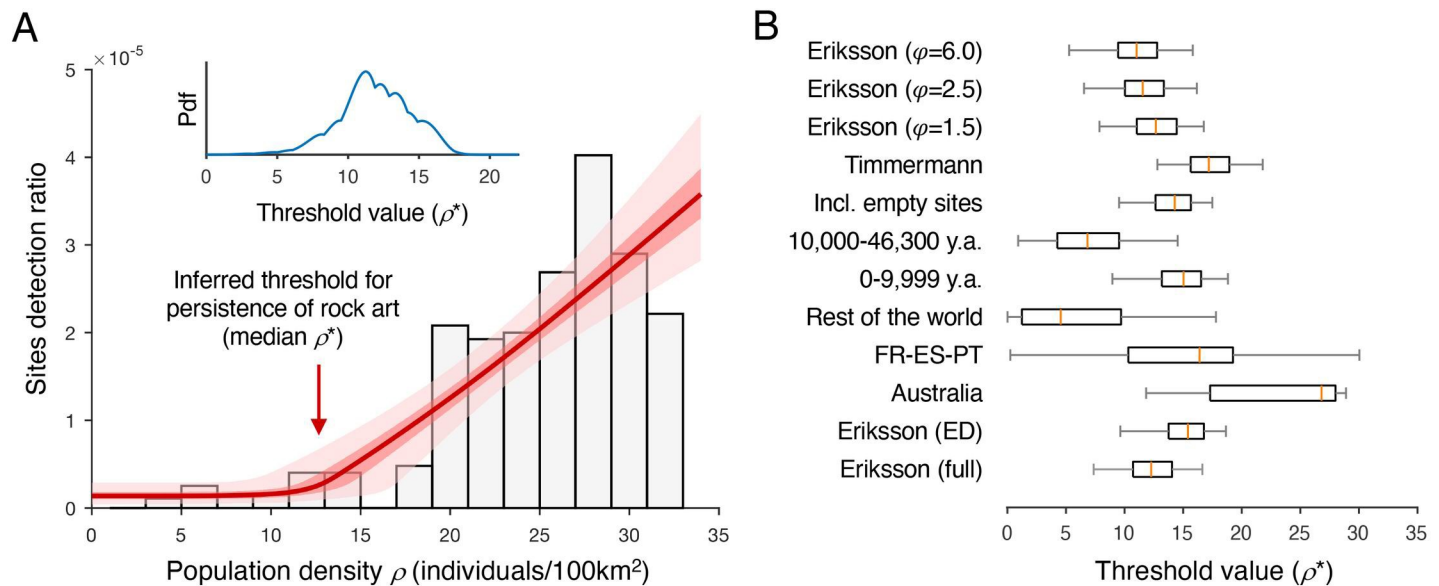 A
× 10⁻⁵
5
4
3
2
1
0
Sites detection ratio
Pdf
0 5 10 15 20
Threshold value (ρ*)
Inferred threshold for
persistence of rock art
(median ρ*)
0 5 10 15 20 25 30 35
Population density ρ (individuals/100km²)
B
Eriksson (φ=6.0)
Eriksson (φ=2.5)
Eriksson (φ=1.5)
Timmermann
Incl. empty sites
10,000-46,300 y.a.
0-9,999 y.a.
Rest of the world
FR-ES-PT
Australia
Eriksson (ED)
Eriksson (full)
0 5 10 15 20 25 30 35
Threshold value (ρ*)